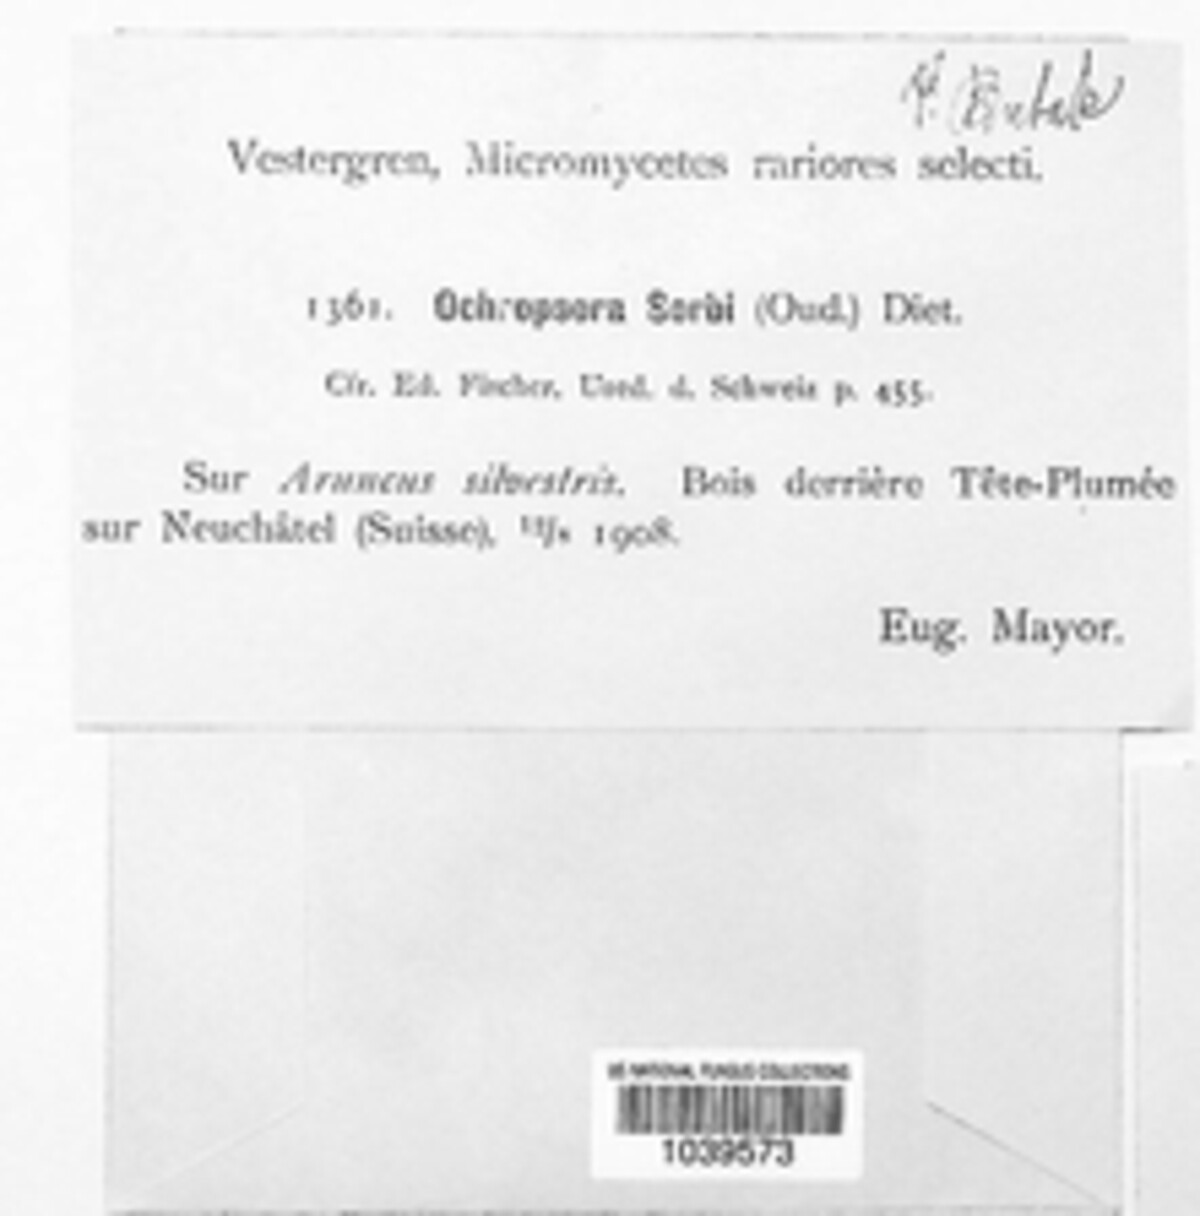 Vestergren, Micromycetes rariores selecti.
1361. Ochropsora Sorbi (Oud.) Diet.
Cfr. Ed. Fischer, Ured. d. Schweiz p. 455.
Sur Aruncus silvestris. Bois derrière Tête-Plumée
sur Neuchâtel (Suisse), 1908.
Eug. Mayor.
US NATIONAL FUNGUS COLLECTIONS
1039573